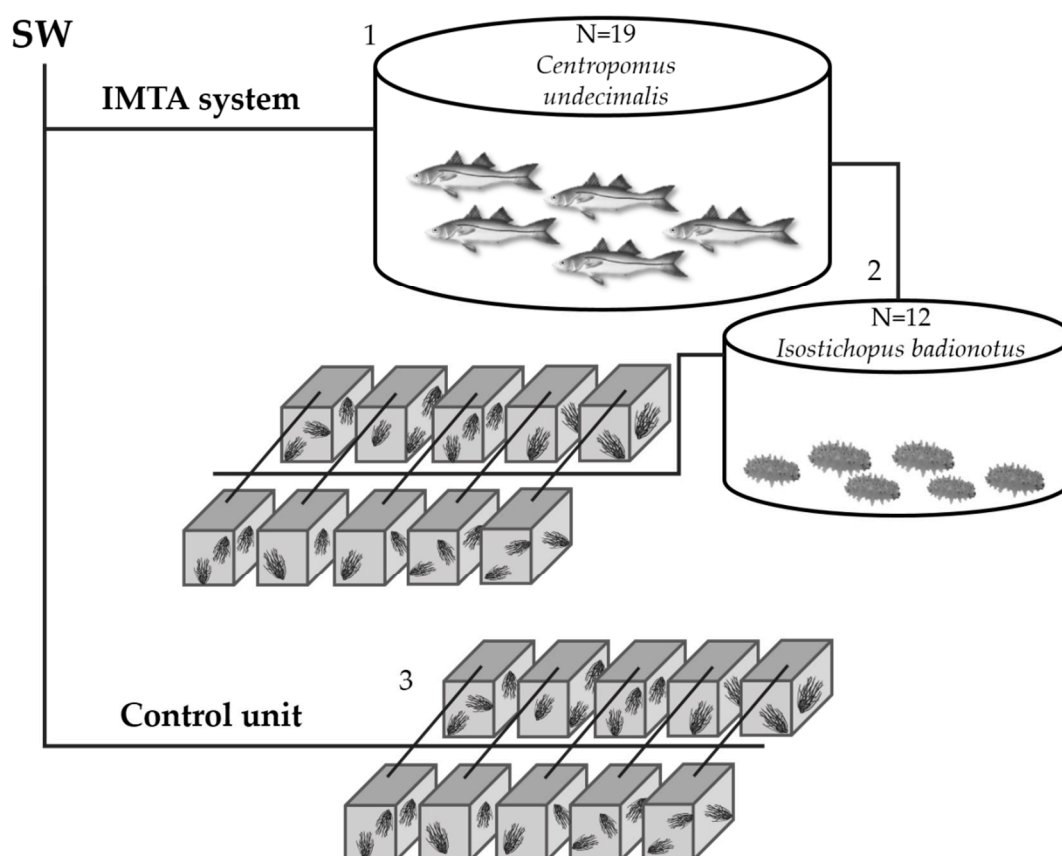 SW
1
N=19
Centropomus
undecimalis
IMTA system
2
N=12
Isostichopus badionotus
3
Control unit